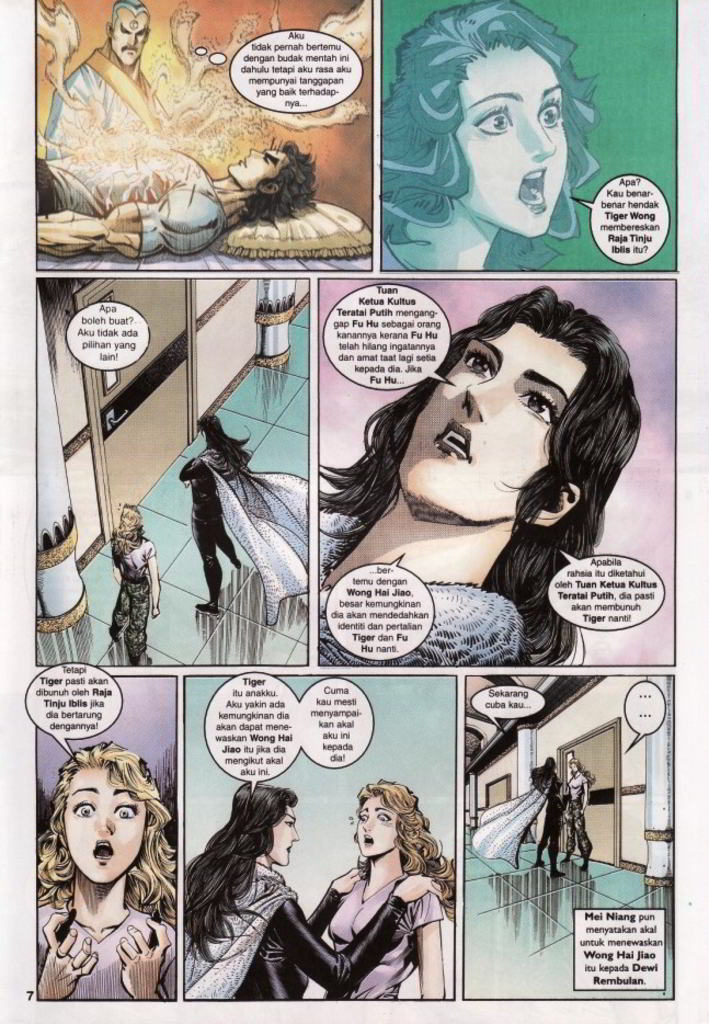 Aku
tidak pernah bertemu
dengan budak mentah ini
dahulu tetapi aku rasa aku
mempunyai tanggapan
yang baik terhadap-
nya...
Apa?
Kau benar-
benar hendak
Tiger Wong
membereskan
Raja Tinju
Iblis itu?
Apa
boleh buat?
Aku tidak ada
pilihan yang
lain!
Tuan
Ketua Kultus
Teratai Putih mengang-
gap Fu Hu sebagai orang
kanannya kerana Fu Hu
telah hilang ingatannya
dan amat taat lagi setia
kepada dia. Jika
Fu Hu...
...ber-
temu dengan
Wong Hai Jiao,
besar kemungkinan
dia akan mendedahkan
identiti dan pertalian
Tiger dan Fu
Hu nanti.
Apabila
rahsia itu diketahui
oleh Tuan Ketua Kultus
Teratai Putih, dia pasti
akan membunuh
Tiger nanti!
Tetapi
Tiger pasti akan
dibunuh oleh Raja
Tinju Iblis jika
dia bertarung
dengannya!
Tiger
itu anakku.
Aku yakin ada
kemungkinan dia
akan dapat mene-
waskan Wong Hai
Jiao itu jika dia
mengikut akal
aku ini.
Cuma
kau mesti
menyampai-
kan akal
aku ini
kepada
dia!
Sekarang
cuba kau...
...
...
Mei Niang pun
menyatakan akal
untuk menewaskan
Wong Hai Jiao
itu kepada Dewi
Rembulan.
7